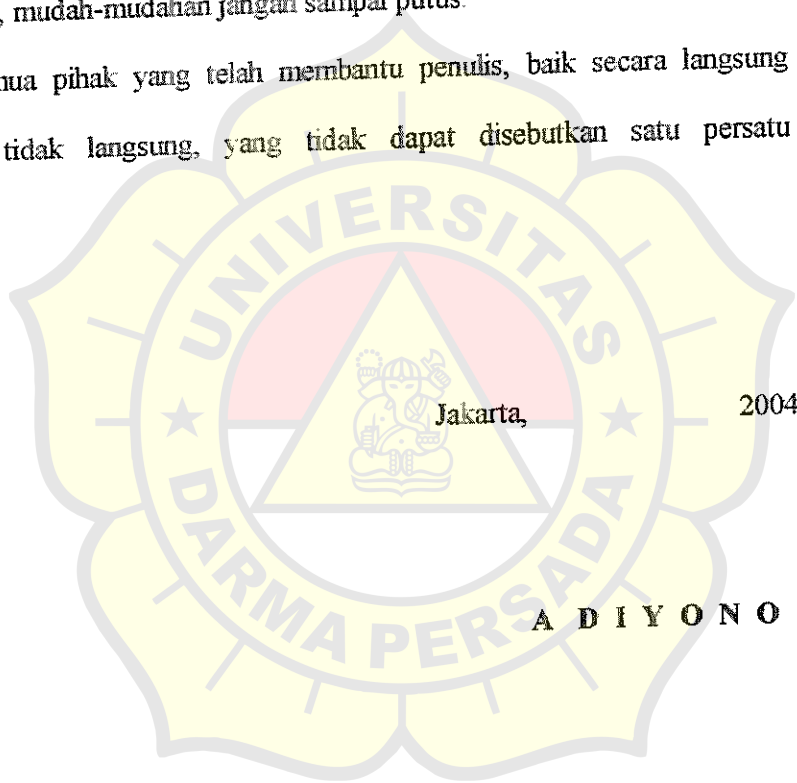 , mudah-mudahan jangan sampai putus.
nua pihak yang telah membantu penulis, baik secara langsung
tidak langsung, yang tidak dapat disebutkan satu persatu
UNIVERSITAS
Jakarta, 2004
DARMA PERSADA
A D I Y O N O